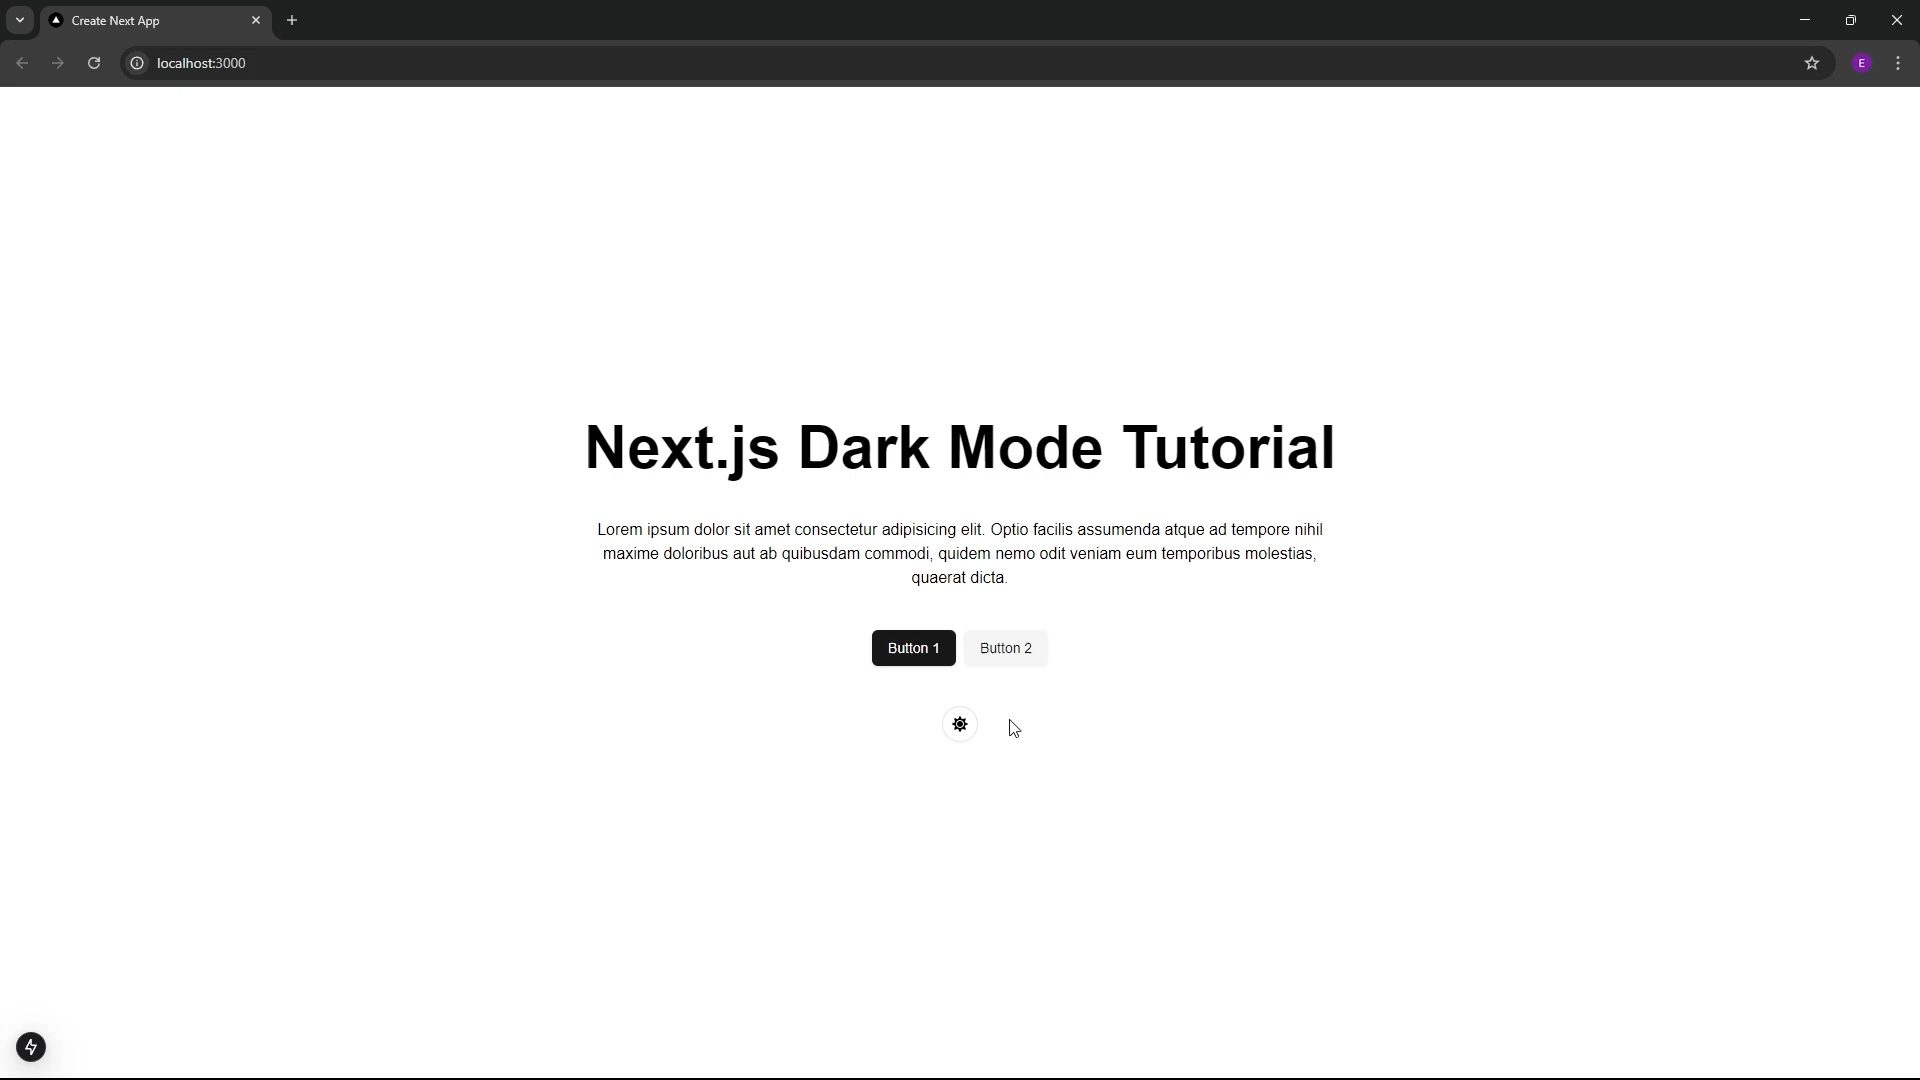 Create Next App
localhost:3000
E
Next.js Dark Mode Tutorial
Lorem ipsum dolor sit amet consectetur adipisicing elit. Optio facilis assumenda atque ad tempore nihil
maxime doloribus aut ab quibusdam commodi, quidem nemo odit veniam eum temporibus molestias,
quaerat dicta.
Button 1 Button 2